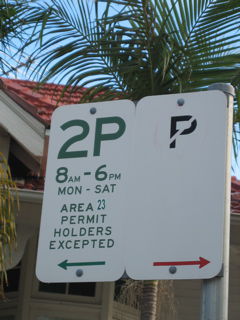 2P
8AM - 6PM
MON - SAT
AREA 23
PERMIT
HOLDERS
EXCEPTED
P